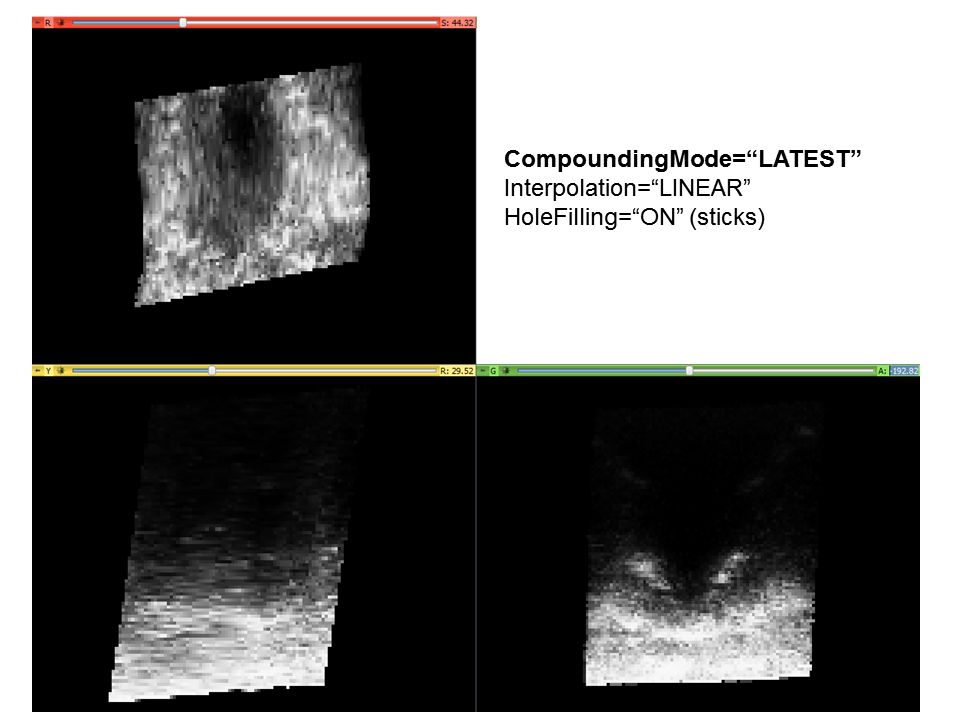 R S: 44.32
CompoundingMode=“LATEST”
Interpolation=“LINEAR”
HoleFilling=“ON” (sticks)
Y R: 29.52
G A: -192.82